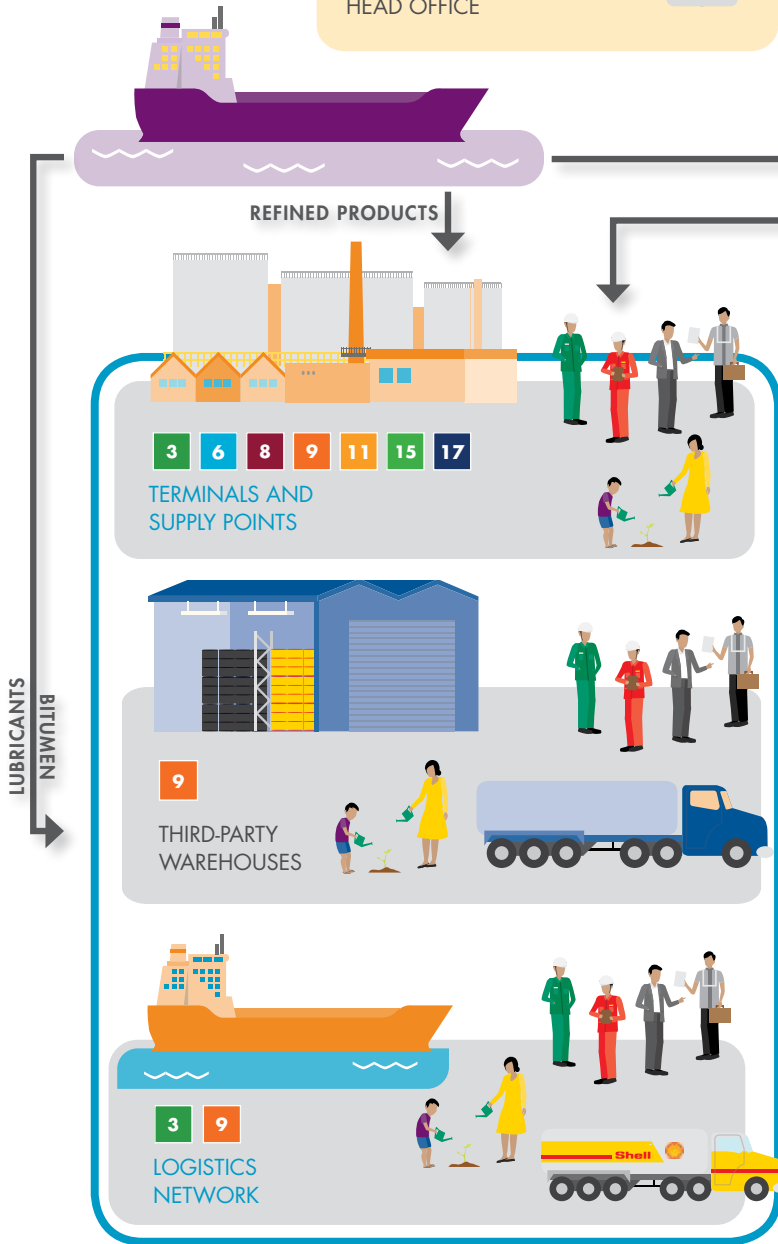 HEAD OFFICE
REFINED PRODUCTS
3 6 8 9 11 15 17
TERMINALS AND
SUPPLY POINTS
LUBRICANTS
BITUMEN
9
THIRD-PARTY
WAREHOUSES
3 9
LOGISTICS
NETWORK
Shell